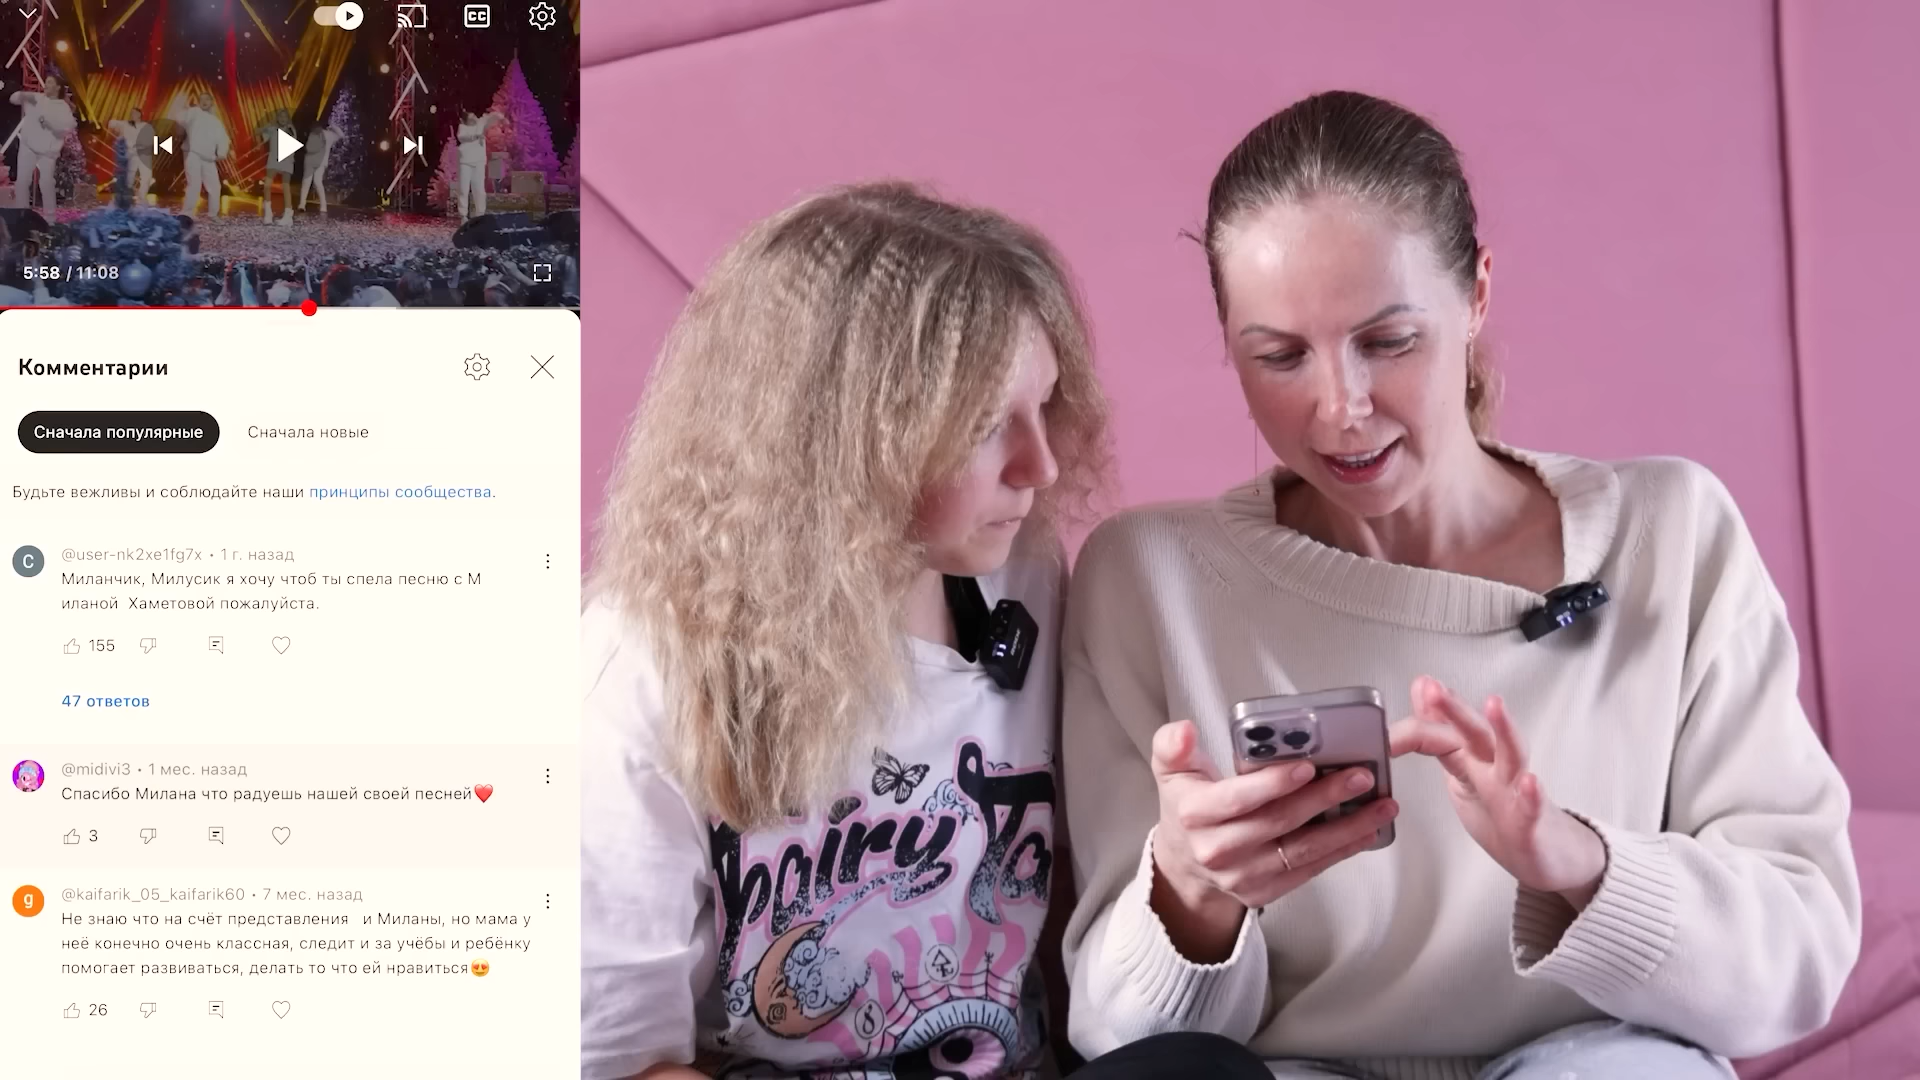 CC
5:58 / 11:08
Комментарии
Сначала популярные
Сначала новые
Будьте вежливы и соблюдайте наши принципы сообщества.
C
@user-nk2xe1fg7x • 1 г. назад
Миланчик, Милусик я хочу чтоб ты спела песню с М
иланой Хаметовой пожалуйста.
155
47 ответов
@midivi3 • 1 мес. назад
Спасибо Милана что радуешь нашей своей песней❤️
3
g
@kaifarik_05_kaifarik60 • 7 мес. назад
Не знаю что на счёт представления и Миланы, но мама у
неё конечно очень классная, следит и за учёбы и ребёнку
помогает развиваться, делать то что ей нравиться😍
26
Fairy